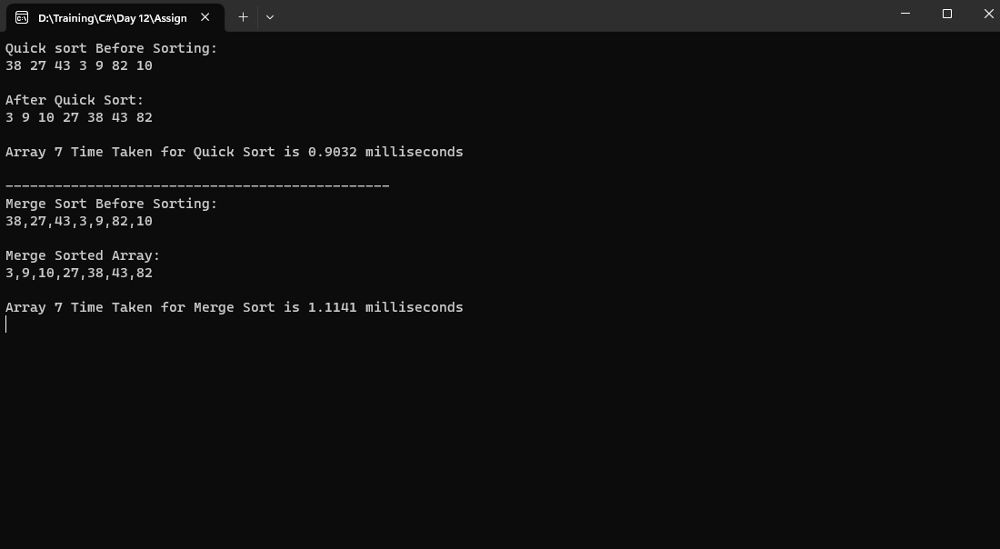 D:\Training\C#\Day 12\Assign
Quick sort Before Sorting:
38 27 43 3 9 82 10
After Quick Sort:
3 9 10 27 38 43 82
Array 7 Time Taken for Quick Sort is 0.9032 milliseconds
_______________________________________________
Merge Sort Before Sorting:
38,27,43,3,9,82,10
Merge Sorted Array:
3,9,10,27,38,43,82
Array 7 Time Taken for Merge Sort is 1.1141 milliseconds